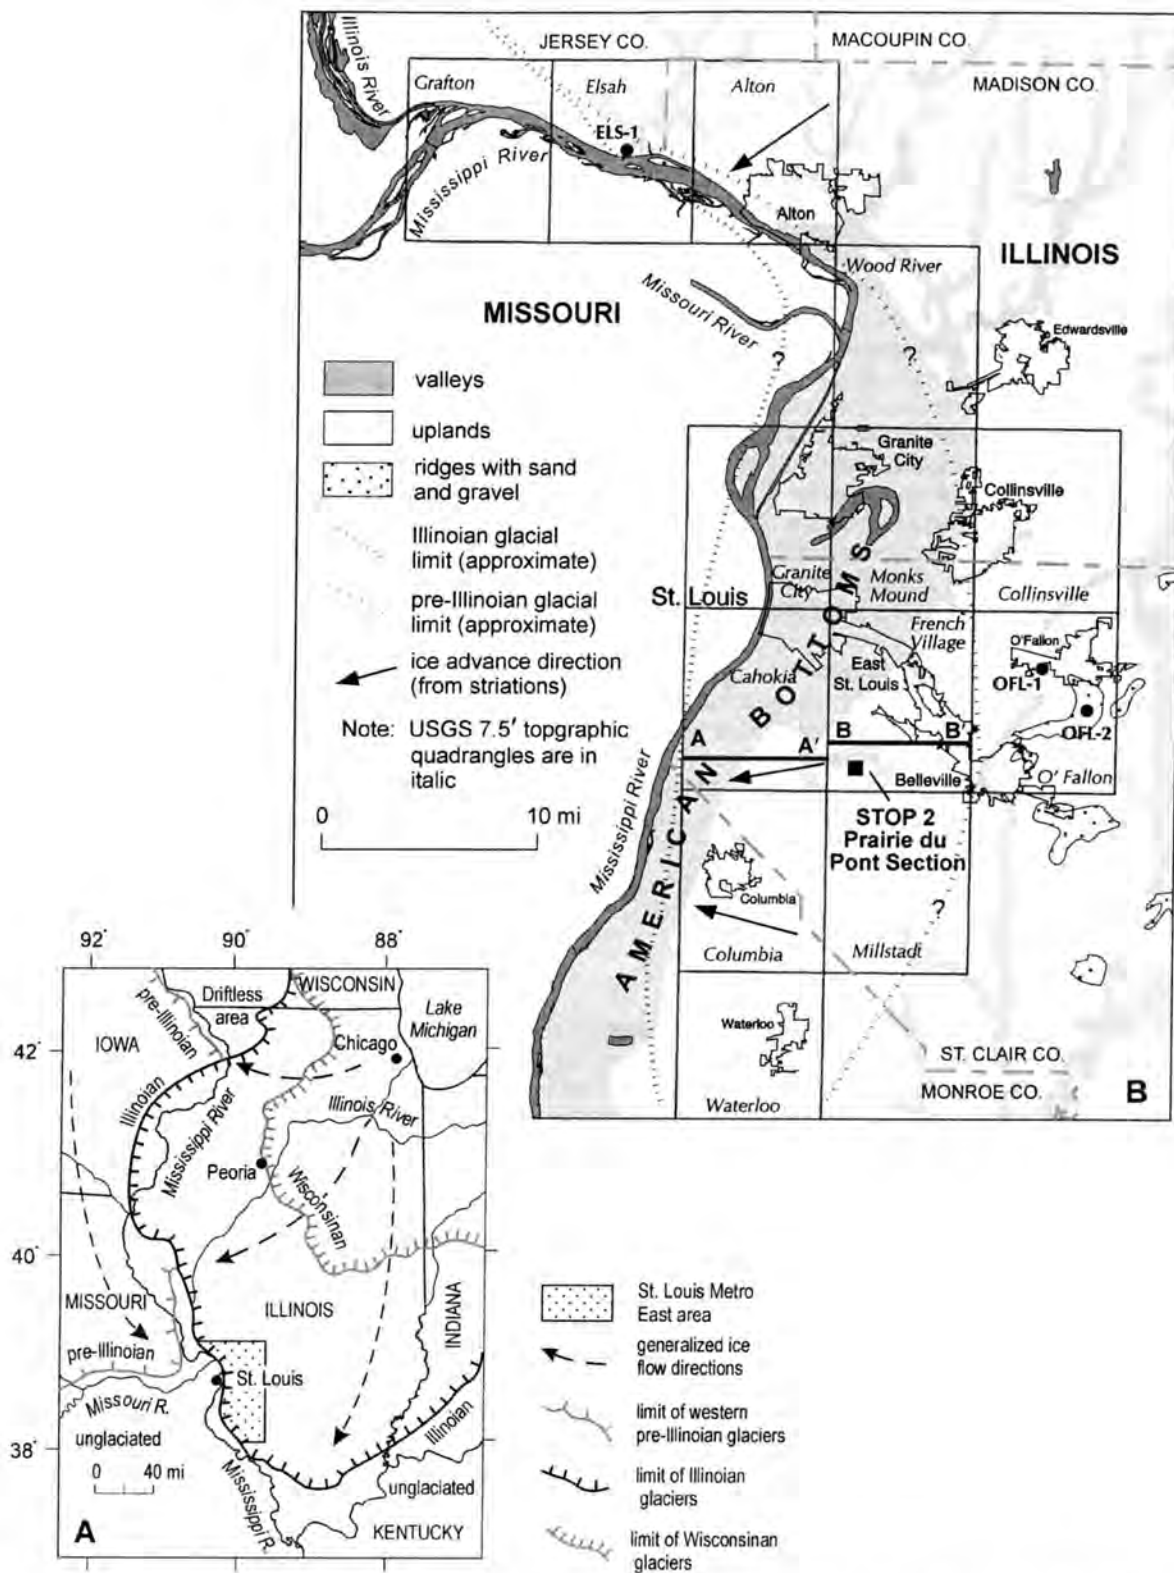 JERSEY CO.
MACOUPIN CO.
MADISON CO.
Illinois River
Grafton
Elsah
Alton
ELS-1
Mississippi River
Alton
Wood River
ILLINOIS
MISSOURI
Missouri River
?
?
Edwardsville
valleys
uplands
ridges with sand
and gravel
Illinoian glacial
limit (approximate)
pre-Illinoian glacial
limit (approximate)
ice advance direction
(from striations)
Note: USGS 7.5' topgraphic
quadrangles are in
italic
0 10 mi
Granite
City
Collinsville
Granite
City
Monks
Mound
Collinsville
St. Louis
French
Village
O'Fallon
East
St. Louis
Cahokia
OFL-1
OFL-2
A A'
B B'
Belleville
O' Fallon
AMERICAN BOTTOMS
STOP 2
Prairie du
Pont Section
Mississippi River
Columbia
?
Columbia
Millstadt
Waterloo
ST. CLAIR CO.
MONROE CO.
Waterloo
B
92° 90° 88°
WISCONSIN
Driftless
area
pre-Illinoian
Lake
Michigan
IOWA
Chicago
42°
Illinoian
Mississippi River
Illinois River
Peoria
Wisconsinan
40°
MISSOURI
ILLINOIS
INDIANA
pre-Illinoian
St. Louis
Missouri R.
Illinoian
unglaciated
38°
0 40 mi
Mississippi R.
unglaciated
A
KENTUCKY
St. Louis Metro
East area
generalized ice
flow directions
limit of western
pre-Illinoian glaciers
limit of Illinoian
glaciers
limit of Wisconsinan
glaciers